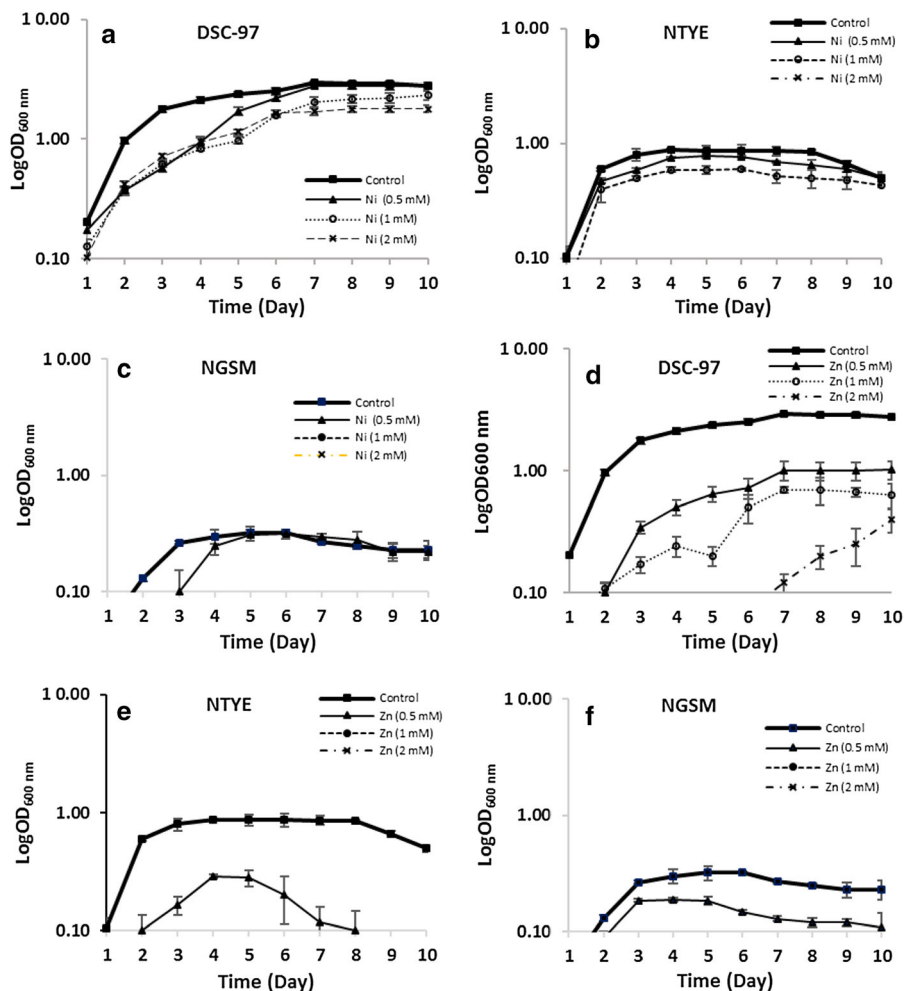 a
DSC-97
LogOD600 nm
1 0.00
1.00
0.10
Control
Ni (0.5 mM)
Ni (1 mM)
Ni (2 mM)
1 2 3 4 5 6 7 8 9 10
Time (Day)
b
NTYE
LogOD600 nm
1 0.00
1.00
0.10
Control
Ni (0.5 mM)
Ni (1 mM)
Ni (2 mM)
1 2 3 4 5 6 7 8 9 10
Time (Day)
c
NGSM
LogOD600 nm
1 0.00
1.00
0.10
Control
Ni (0.5 mM)
Ni (1 mM)
Ni (2 mM)
1 2 3 4 5 6 7 8 9 10
Time (Day)
d
DSC-97
LogOD600 nm
1 0.00
1.00
0.10
Control
Zn (0.5 mM)
Zn (1 mM)
Zn (2 mM)
1 2 3 4 5 6 7 8 9 10
Time (Day)
e
NTYE
LogOD600 nm
1 0.00
1.00
0.10
Control
Zn (0.5 mM)
Zn (1 mM)
Zn (2 mM)
1 2 3 4 5 6 7 8 9 10
Time (Day)
f
NGSM
LogOD600 nm
1 0.00
1.00
0.10
Control
Zn (0.5 mM)
Zn (1 mM)
Zn (2 mM)
1 2 3 4 5 6 7 8 9 10
Time (Day)